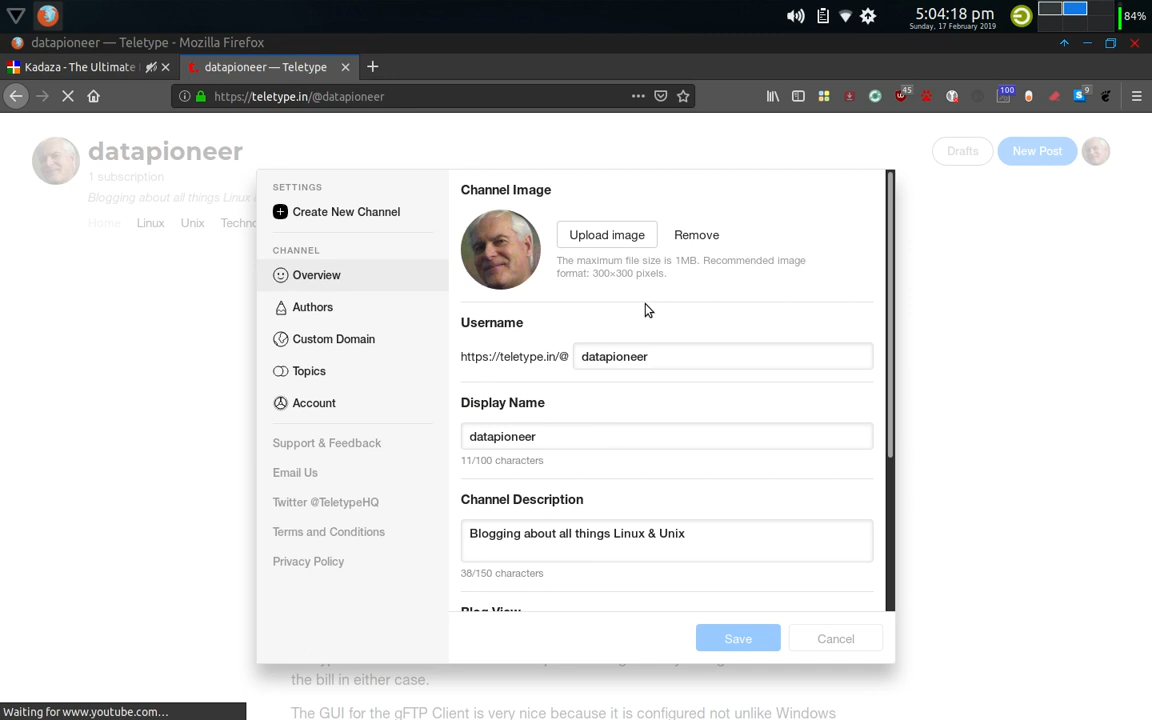 5:04:18 pm
Sunday, 17 February 2019
84%
datapioneer — Teletype - Mozilla Firefox
Kadaza - The Ultimate
datapioneer — Teletype
https://teletype.in/@datapioneer
45
100
9
datapioneer
1 subscription
Blogging about all things Linux
Home Linux Unix Techno
Drafts
New Post
SETTINGS
Create New Channel
CHANNEL
Overview
Authors
Custom Domain
Topics
Account
Support & Feedback
Email Us
Twitter @TeletypeHQ
Terms and Conditions
Privacy Policy
Channel Image
Upload image
Remove
The maximum file size is 1MB. Recommended image
format: 300×300 pixels.
Username
https://teletype.in/@ datapioneer
Display Name
datapioneer
11/100 characters
Channel Description
Blogging about all things Linux & Unix
38/150 characters
Blog View
Save
Cancel
the bill in either case.
The GUI for the gFTP Client is very nice because it is configured not unlike Windows
Waiting for www.youtube.com...